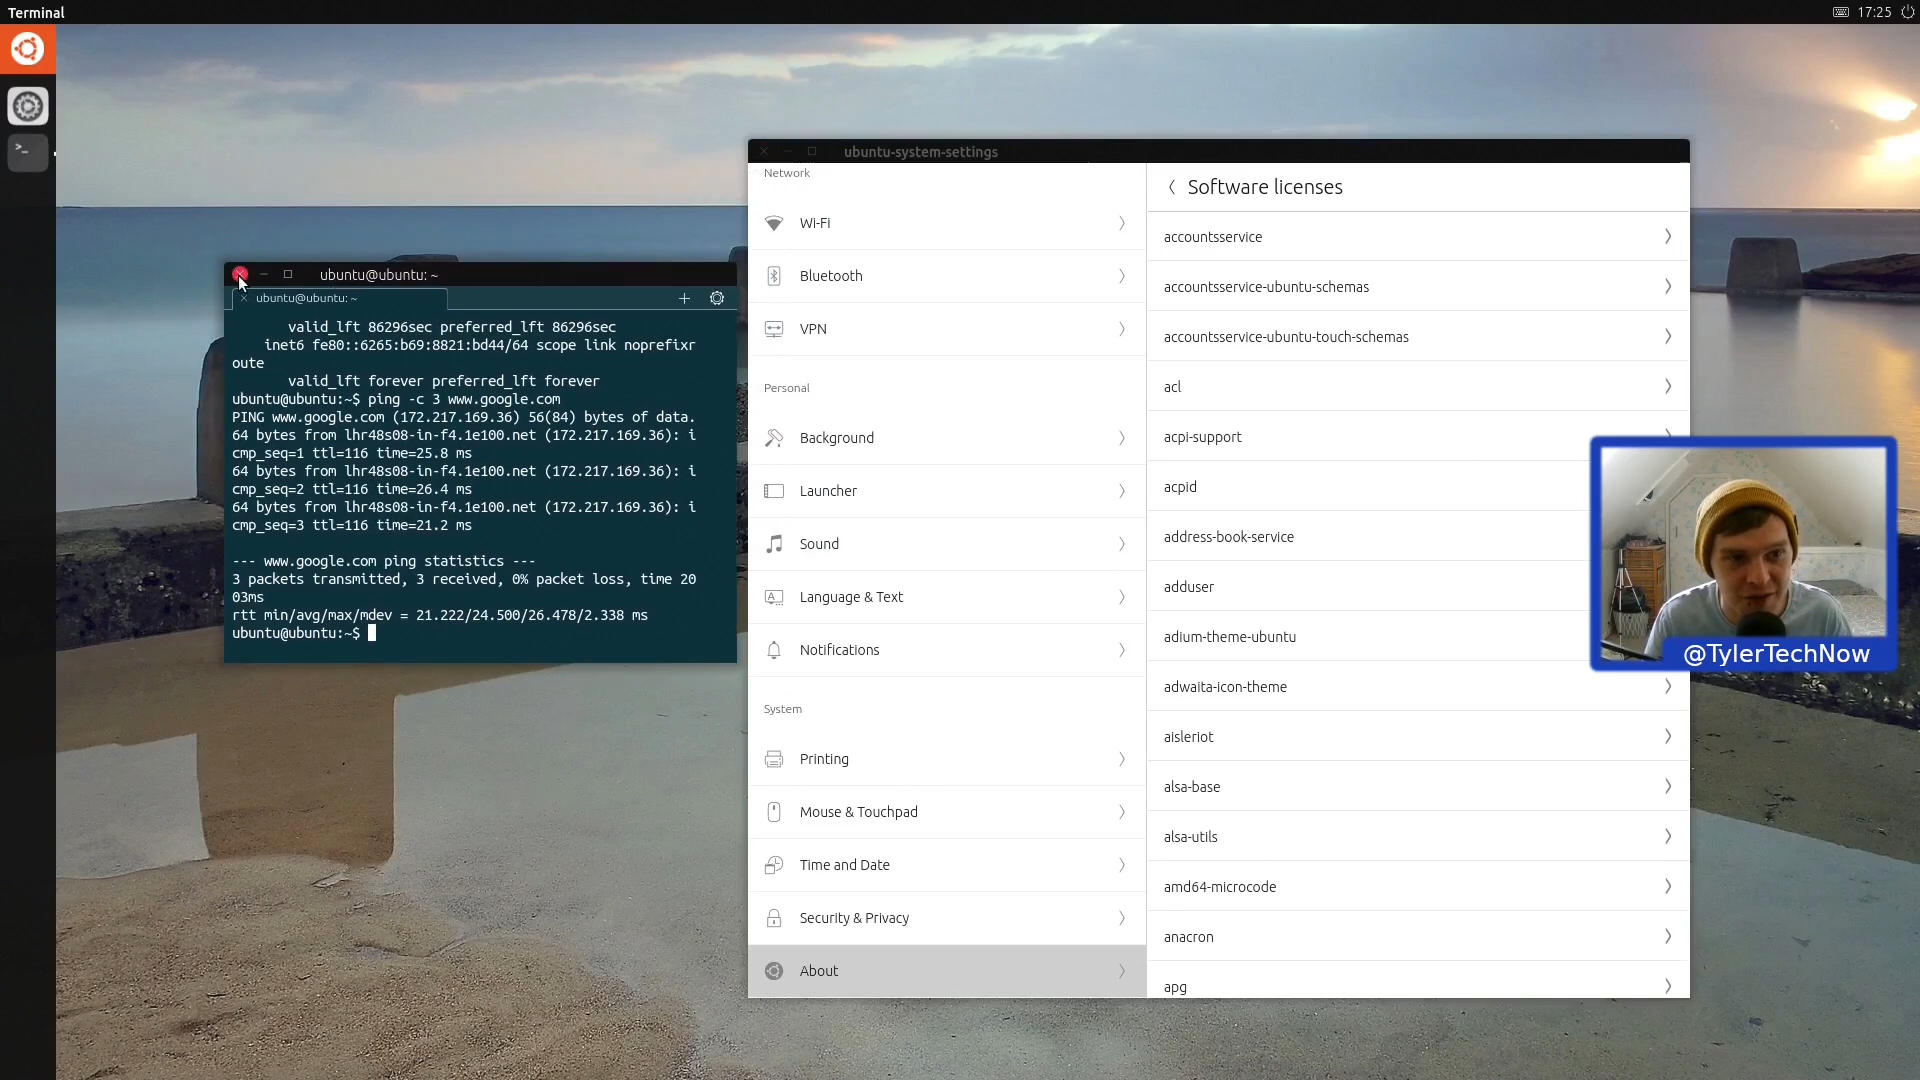 Terminal
17:25
ubuntu@ubuntu: ~
ubuntu@ubuntu: ~
valid_lft 86296sec preferred_lft 86296sec
inet6 fe80::6265:b69:8821:bd44/64 scope link noprefixr
oute
valid_lft forever preferred_lft forever
ubuntu@ubuntu:~$ ping -c 3 www.google.com
PING www.google.com (172.217.169.36) 56(84) bytes of data.
64 bytes from lhr48s08-in-f4.1e100.net (172.217.169.36): i
cmp_seq=1 ttl=116 time=25.8 ms
64 bytes from lhr48s08-in-f4.1e100.net (172.217.169.36): i
cmp_seq=2 ttl=116 time=26.4 ms
64 bytes from lhr48s08-in-f4.1e100.net (172.217.169.36): i
cmp_seq=3 ttl=116 time=21.2 ms
--- www.google.com ping statistics ---
3 packets transmitted, 3 received, 0% packet loss, time 20
03ms
rtt min/avg/max/mdev = 21.222/24.500/26.478/2.338 ms
ubuntu@ubuntu:~$
ubuntu-system-settings
Network
Wi-Fi
Bluetooth
VPN
Personal
Background
Launcher
Sound
Language & Text
Notifications
System
Printing
Mouse & Touchpad
Time and Date
Security & Privacy
About
Software licenses
accountsservice
accountsservice-ubuntu-schemas
accountsservice-ubuntu-touch-schemas
acl
acpi-support
acpid
address-book-service
adduser
adium-theme-ubuntu
adwaita-icon-theme
aisleriot
alsa-base
alsa-utils
amd64-microcode
anacron
apg
@TylerTechNow